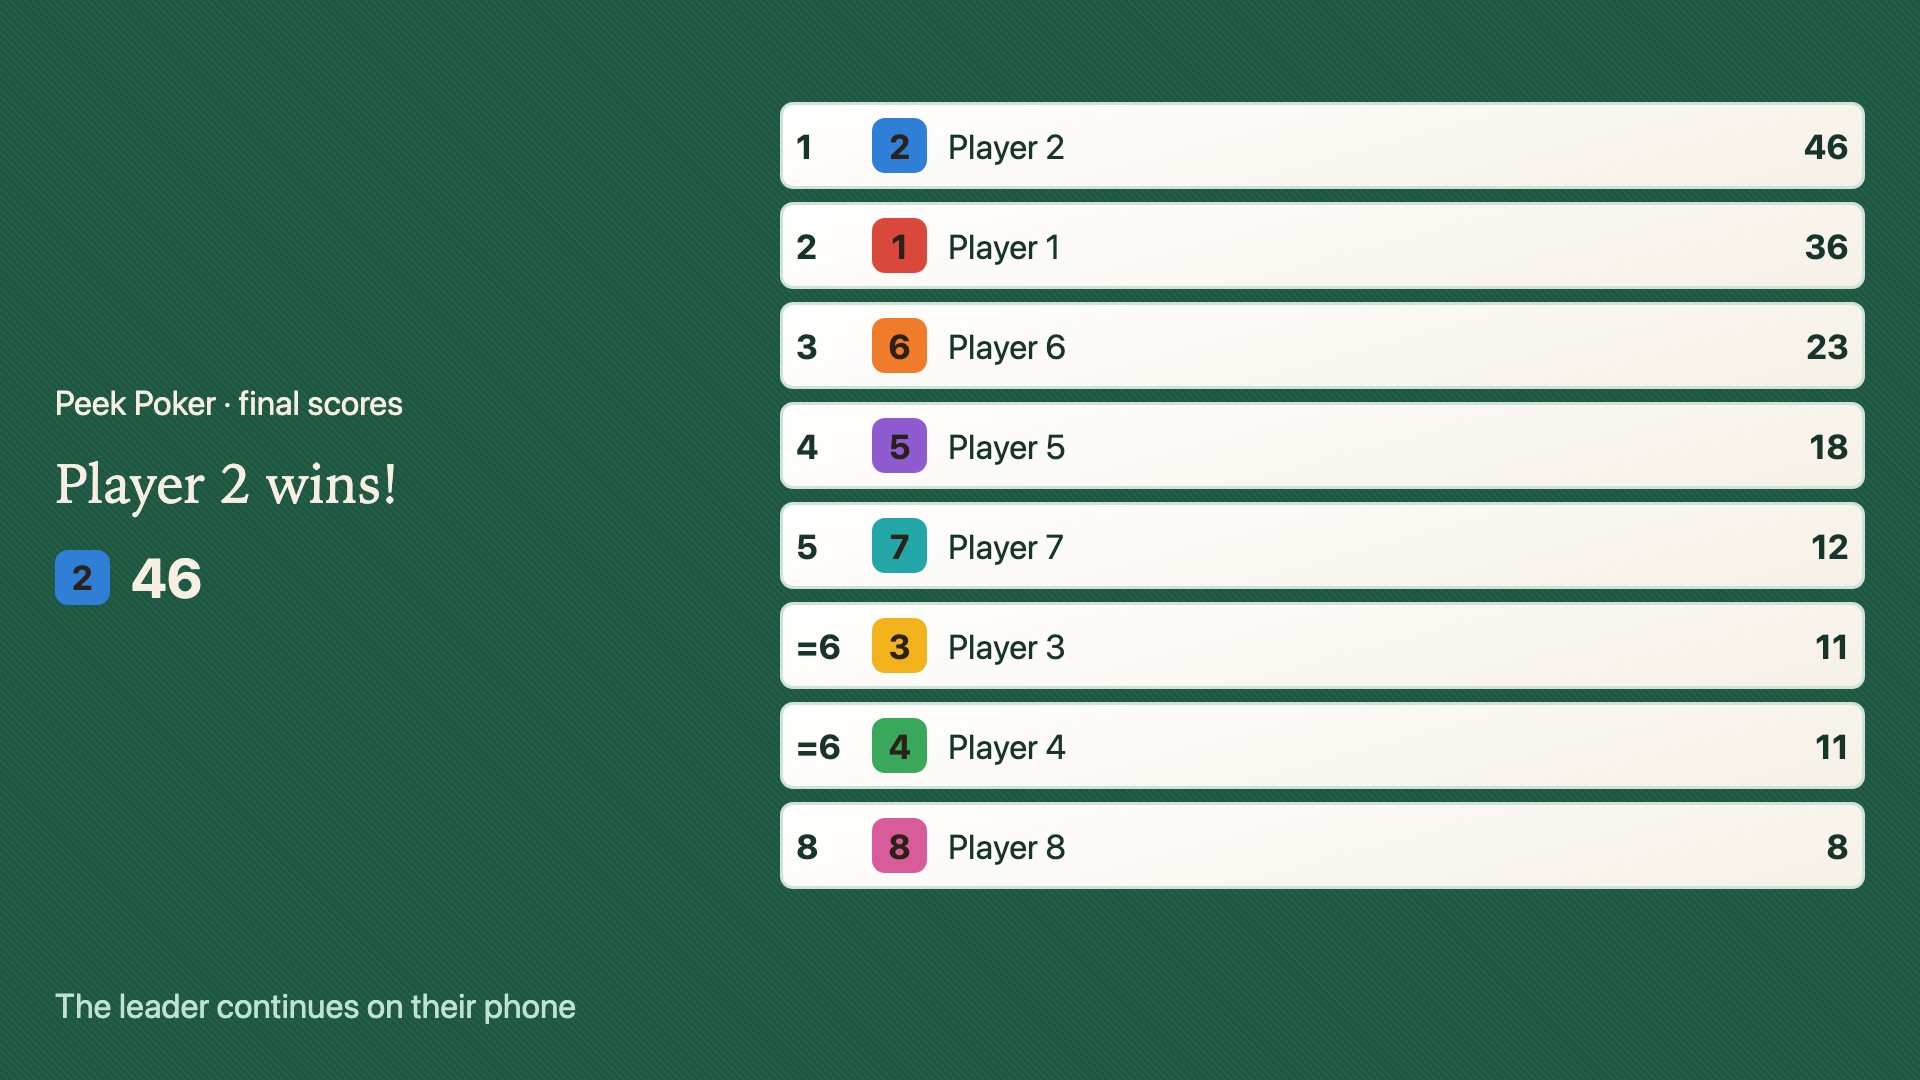 Peek Poker · final scores
Player 2 wins!
2 46
1 2 Player 2 46
2 1 Player 1 36
3 6 Player 6 23
4 5 Player 5 18
5 7 Player 7 12
=6 3 Player 3 11
=6 4 Player 4 11
8 8 Player 8 8
The leader continues on their phone